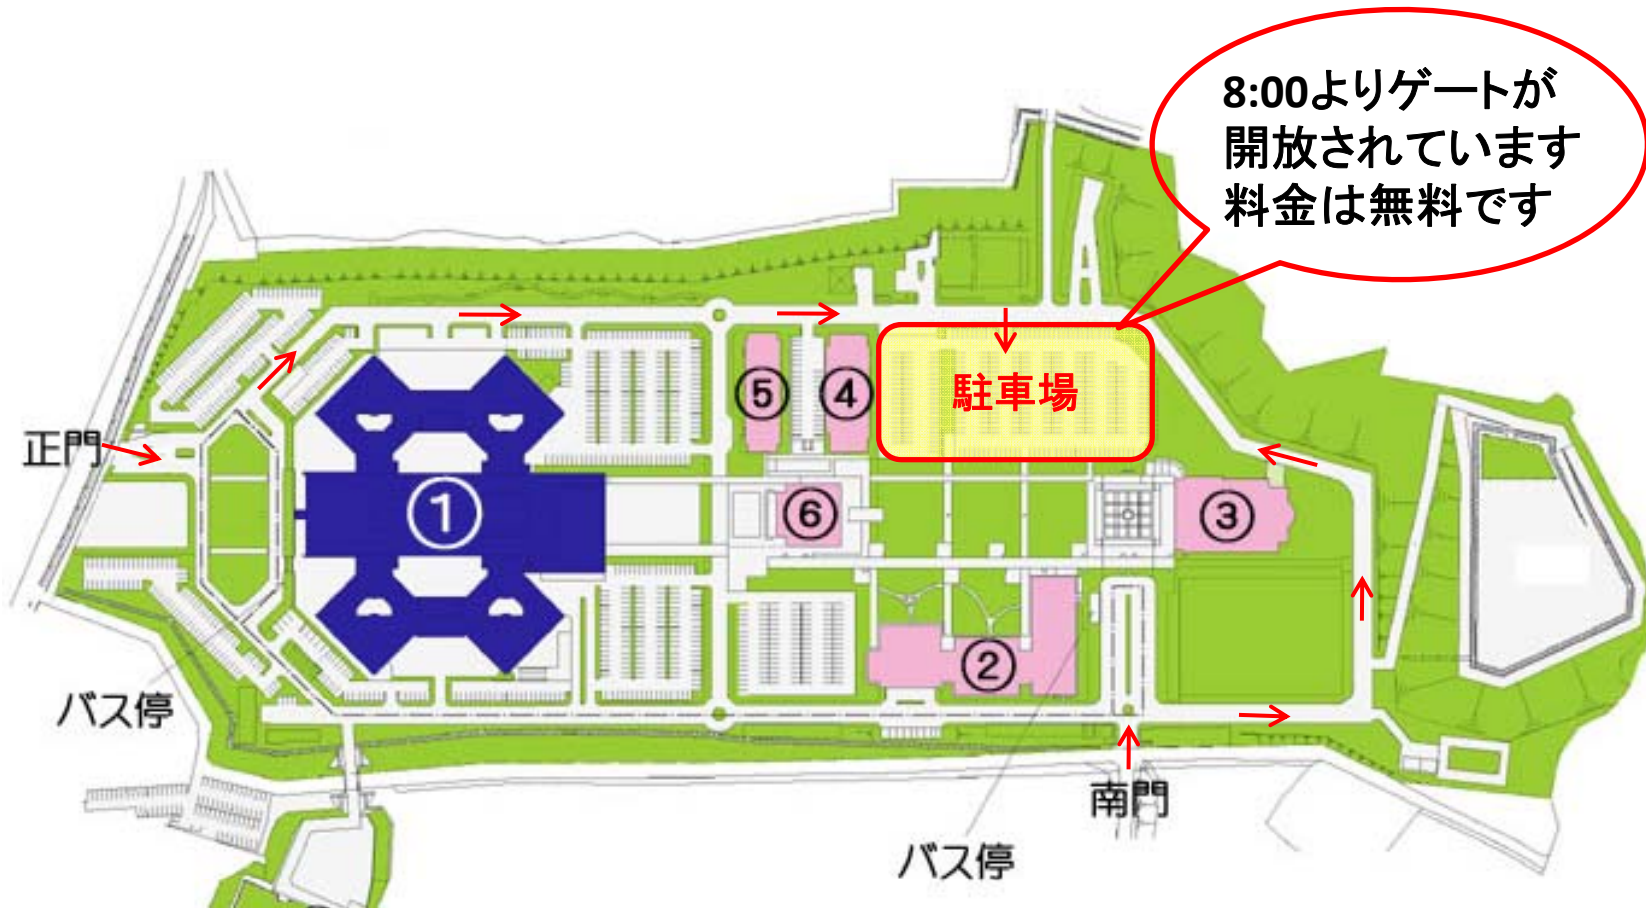 8:00よりゲートが
開放されています
料金は無料です
駐車場
⑤
④
正門
①
⑥
③
②
バス停
南門
バス停